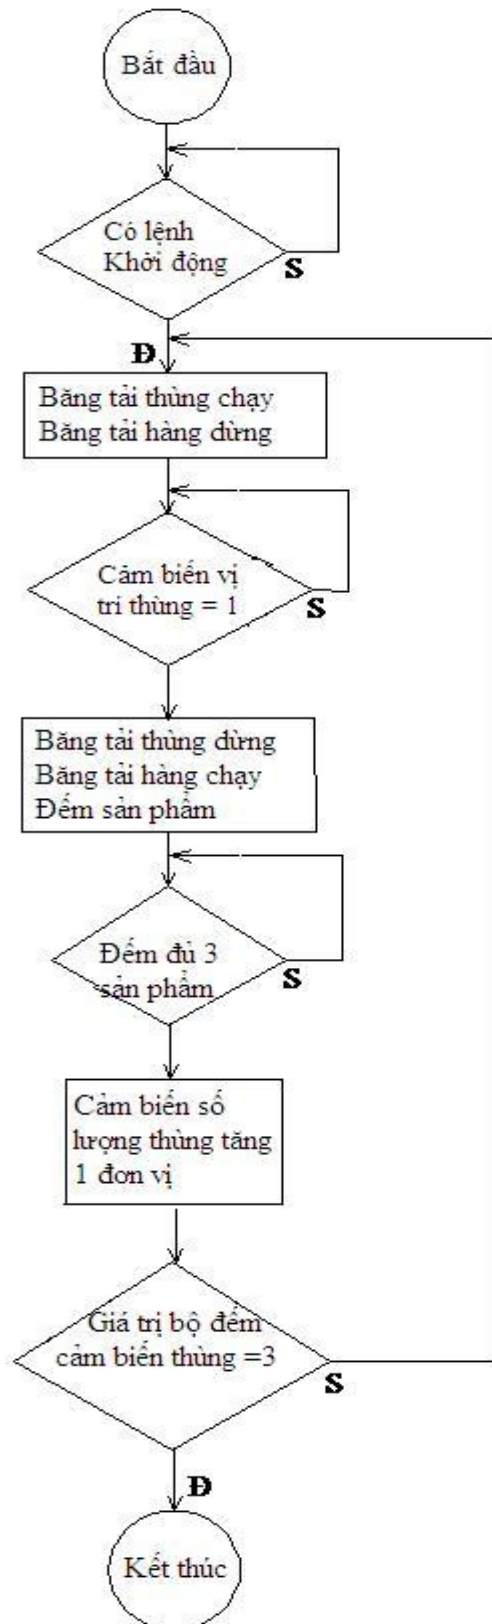 Bắt đầu
Có lệnh
Khởi động
S
Đ
Băng tải thùng chạy
Băng tải hàng dừng
Cảm biến vị
trí thùng = 1
S
Băng tải thùng dừng
Băng tải hàng chạy
Đếm sản phẩm
Đếm đủ 3
sản phẩm
S
Cảm biến số
lượng thùng tăng
1 đơn vị
Giá trị bộ đếm
cảm biến thùng =3
S
Đ
Kết thúc